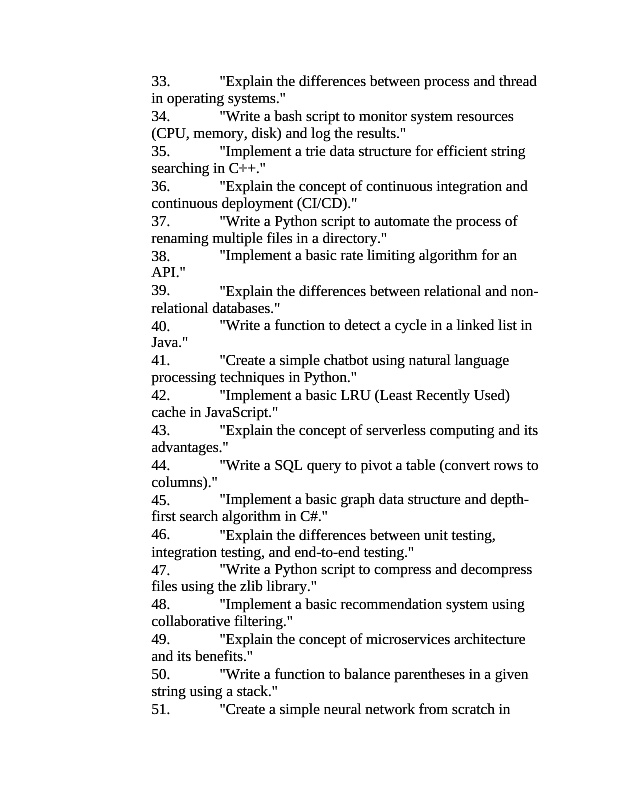 33. "Explain the differences between process and thread
in operating systems."
34. "Write a bash script to monitor system resources
(CPU, memory, disk) and log the results."
35. "Implement a trie data structure for efficient string
searching in C++."
36. "Explain the concept of continuous integration and
continuous deployment (CI/CD)."
37. "Write a Python script to automate the process of
renaming multiple files in a directory."
38. "Implement a basic rate limiting algorithm for an
API."
39. "Explain the differences between relational and non-
relational databases."
40. "Write a function to detect a cycle in a linked list in
Java."
41. "Create a simple chatbot using natural language
processing techniques in Python."
42. "Implement a basic LRU (Least Recently Used)
cache in JavaScript."
43. "Explain the concept of serverless computing and its
advantages."
44. "Write a SQL query to pivot a table (convert rows to
columns)."
45. "Implement a basic graph data structure and depth-
first search algorithm in C#."
46. "Explain the differences between unit testing,
integration testing, and end-to-end testing."
47. "Write a Python script to compress and decompress
files using the zlib library."
48. "Implement a basic recommendation system using
collaborative filtering."
49. "Explain the concept of microservices architecture
and its benefits."
50. "Write a function to balance parentheses in a given
string using a stack."
51. "Create a simple neural network from scratch in